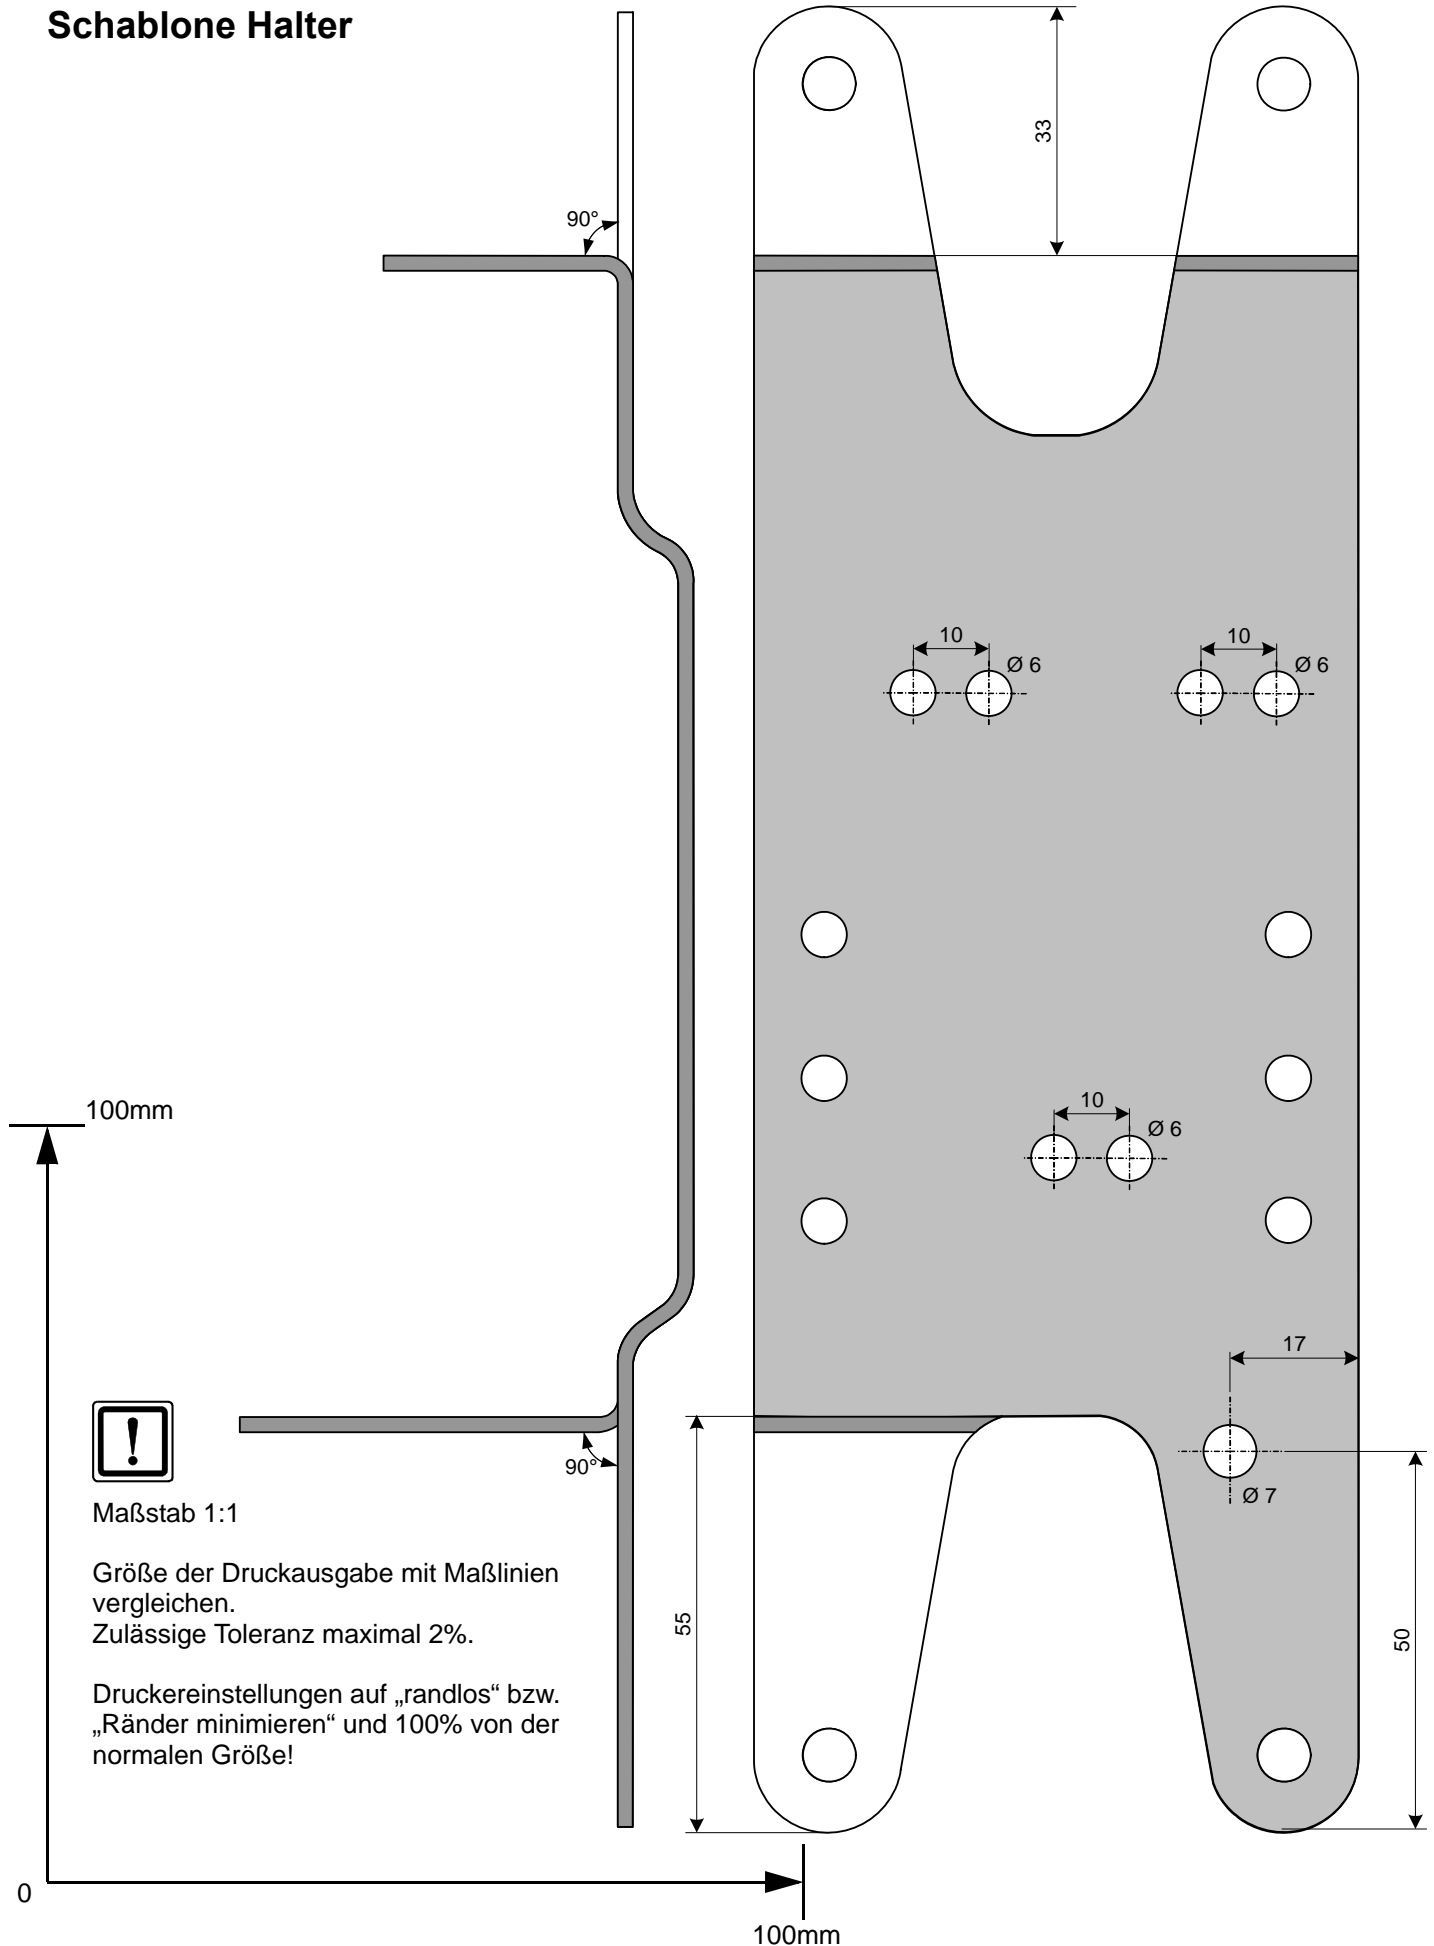 Schablone Halter
33
90°
10
Ø 6
10
Ø 6
100mm
10
Ø 6
17
90°
Ø 7
Maßstab 1:1
Größe der Druckausgabe mit Maßlinien
vergleichen.
Zulässige Toleranz maximal 2%.
55
50
Druckereinstellungen auf „randlos“ bzw.
„Ränder minimieren“ und 100% von der
normalen Größe!
0
100mm